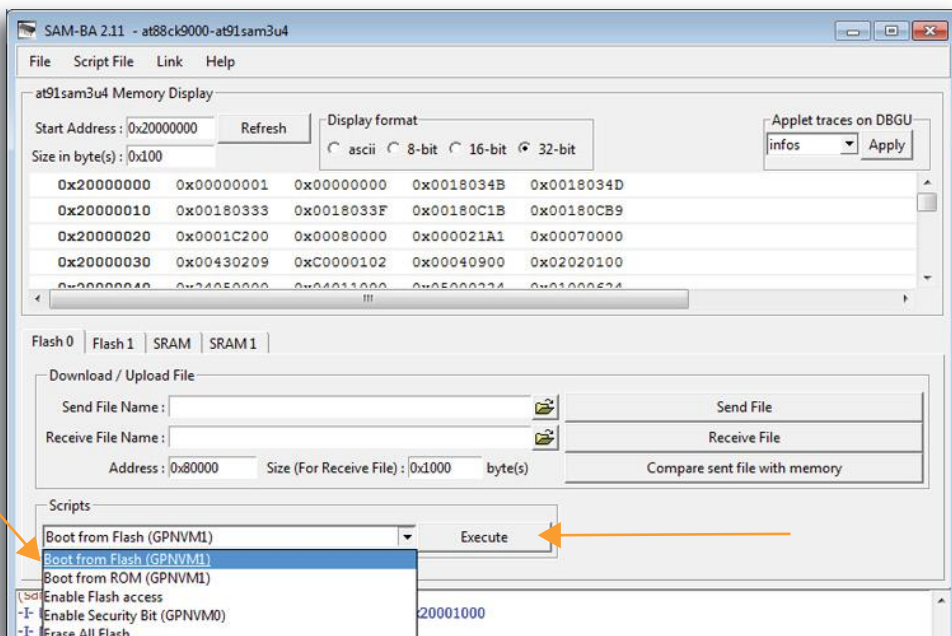 SAM-BA 2.11 - at88ck9000-at91sam3u4
File Script File Link Help
at91sam3u4 Memory Display
Start Address : 0x20000000 Refresh
Size in byte(s) : 0x100
Display format
ascii 8-bit 16-bit 32-bit
Applet traces on DBGU
infos Apply
0x20000000 0x00000001 0x00000000 0x0018034B 0x0018034D
0x20000010 0x00180333 0x0018033F 0x00180C1B 0x00180CB9
0x20000020 0x0001C200 0x00080000 0x000021A1 0x00070000
0x20000030 0x00430209 0xC0000102 0x00040900 0x02020100
Flash 0 Flash 1 SRAM SRAM 1
Download / Upload File
Send File Name : Send File
Receive File Name : Receive File
Address : 0x80000 Size (For Receive File) : 0x1000 byte(s) Compare sent file with memory
Scripts
Boot from Flash (GPNVM1) Execute
Boot from Flash (GPNVM1)
Boot from ROM (GPNVM1)
Enable Flash access
-I- Enable Security Bit (GPNVM0) 20001000
-I- Erase All Flash